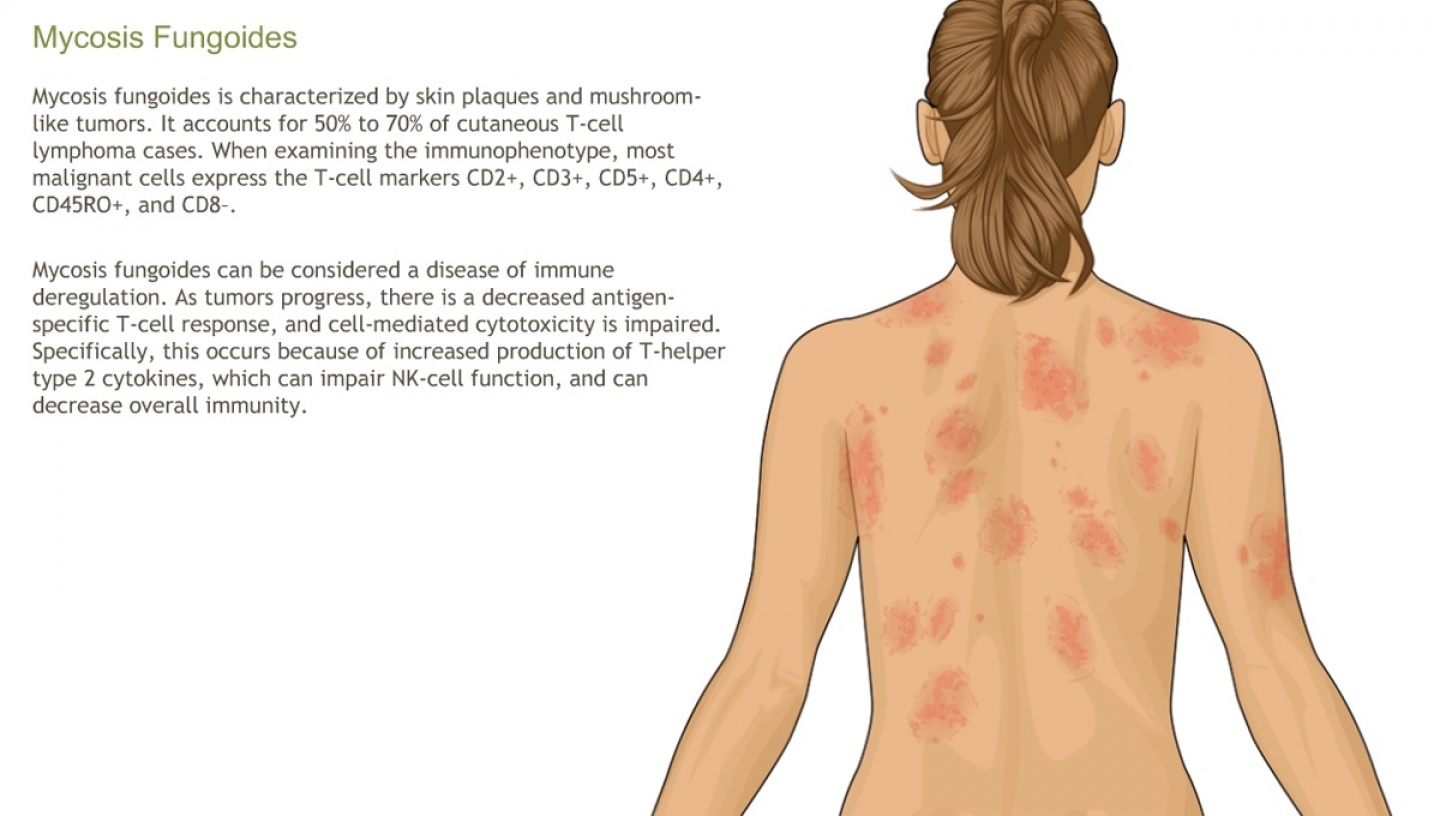 Mycosis Fungoides
Mycosis fungoides is characterized by skin plaques and mushroom-
like tumors. It accounts for 50% to 70% of cutaneous T-cell
lymphoma cases. When examining the immunophenotype, most
malignant cells express the T-cell markers CD2+, CD3+, CD5+, CD4+,
CD45RO+, and CD8–.
Mycosis fungoides can be considered a disease of immune
deregulation. As tumors progress, there is a decreased antigen-
specific T-cell response, and cell-mediated cytotoxicity is impaired.
Specifically, this occurs because of increased production of T-helper
type 2 cytokines, which can impair NK-cell function, and can
decrease overall immunity.